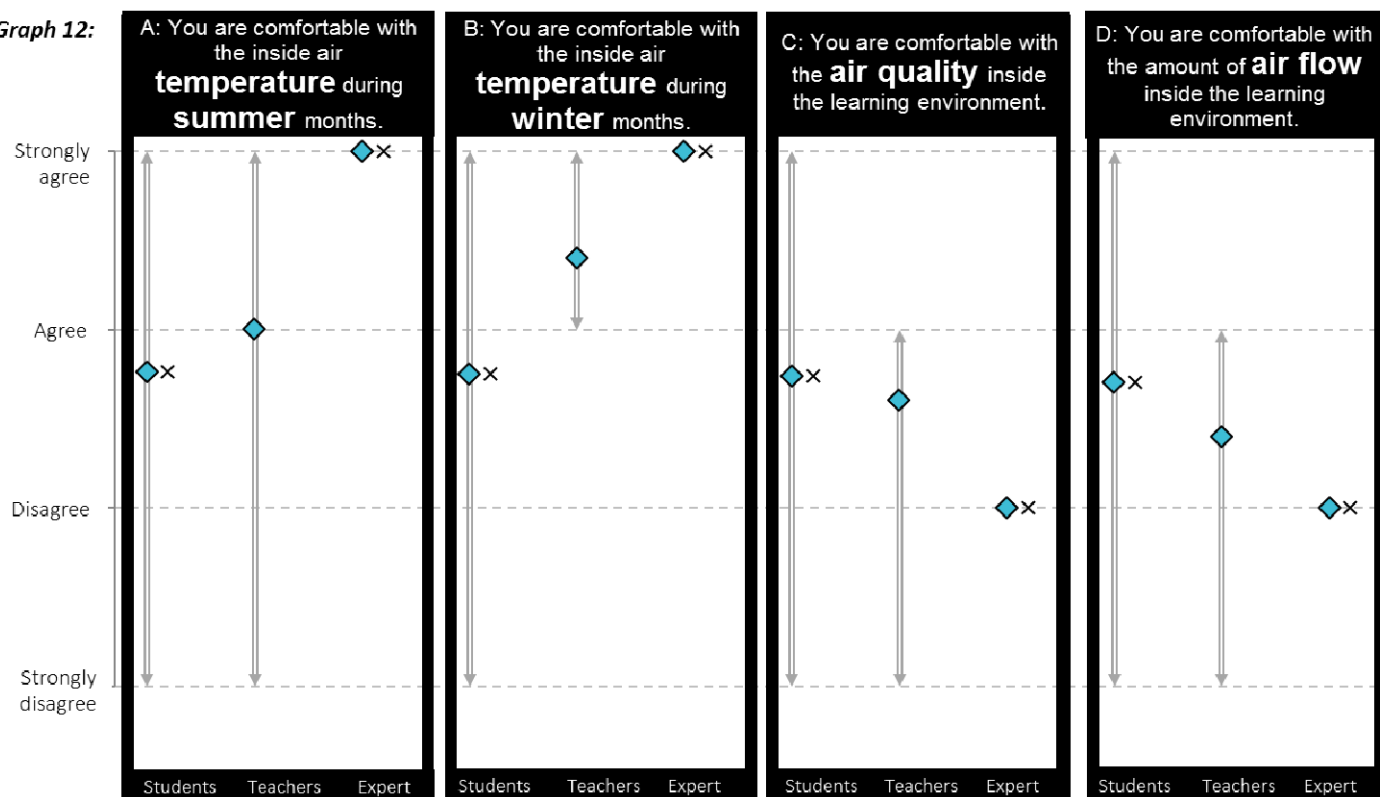 Graph 12:
A: You are comfortable with
the inside air
temperature during
summer months.
B: You are comfortable with
the inside air
temperature during
winter months.
C: You are comfortable with
the air quality inside
the learning environment.
D: You are comfortable with
the amount of air flow
inside the learning
environment.
Strongly
agree
Agree
Disagree
Strongly
disagree
Students Teachers Expert
Students Teachers Expert
Students Teachers Expert
Students Teachers Expert